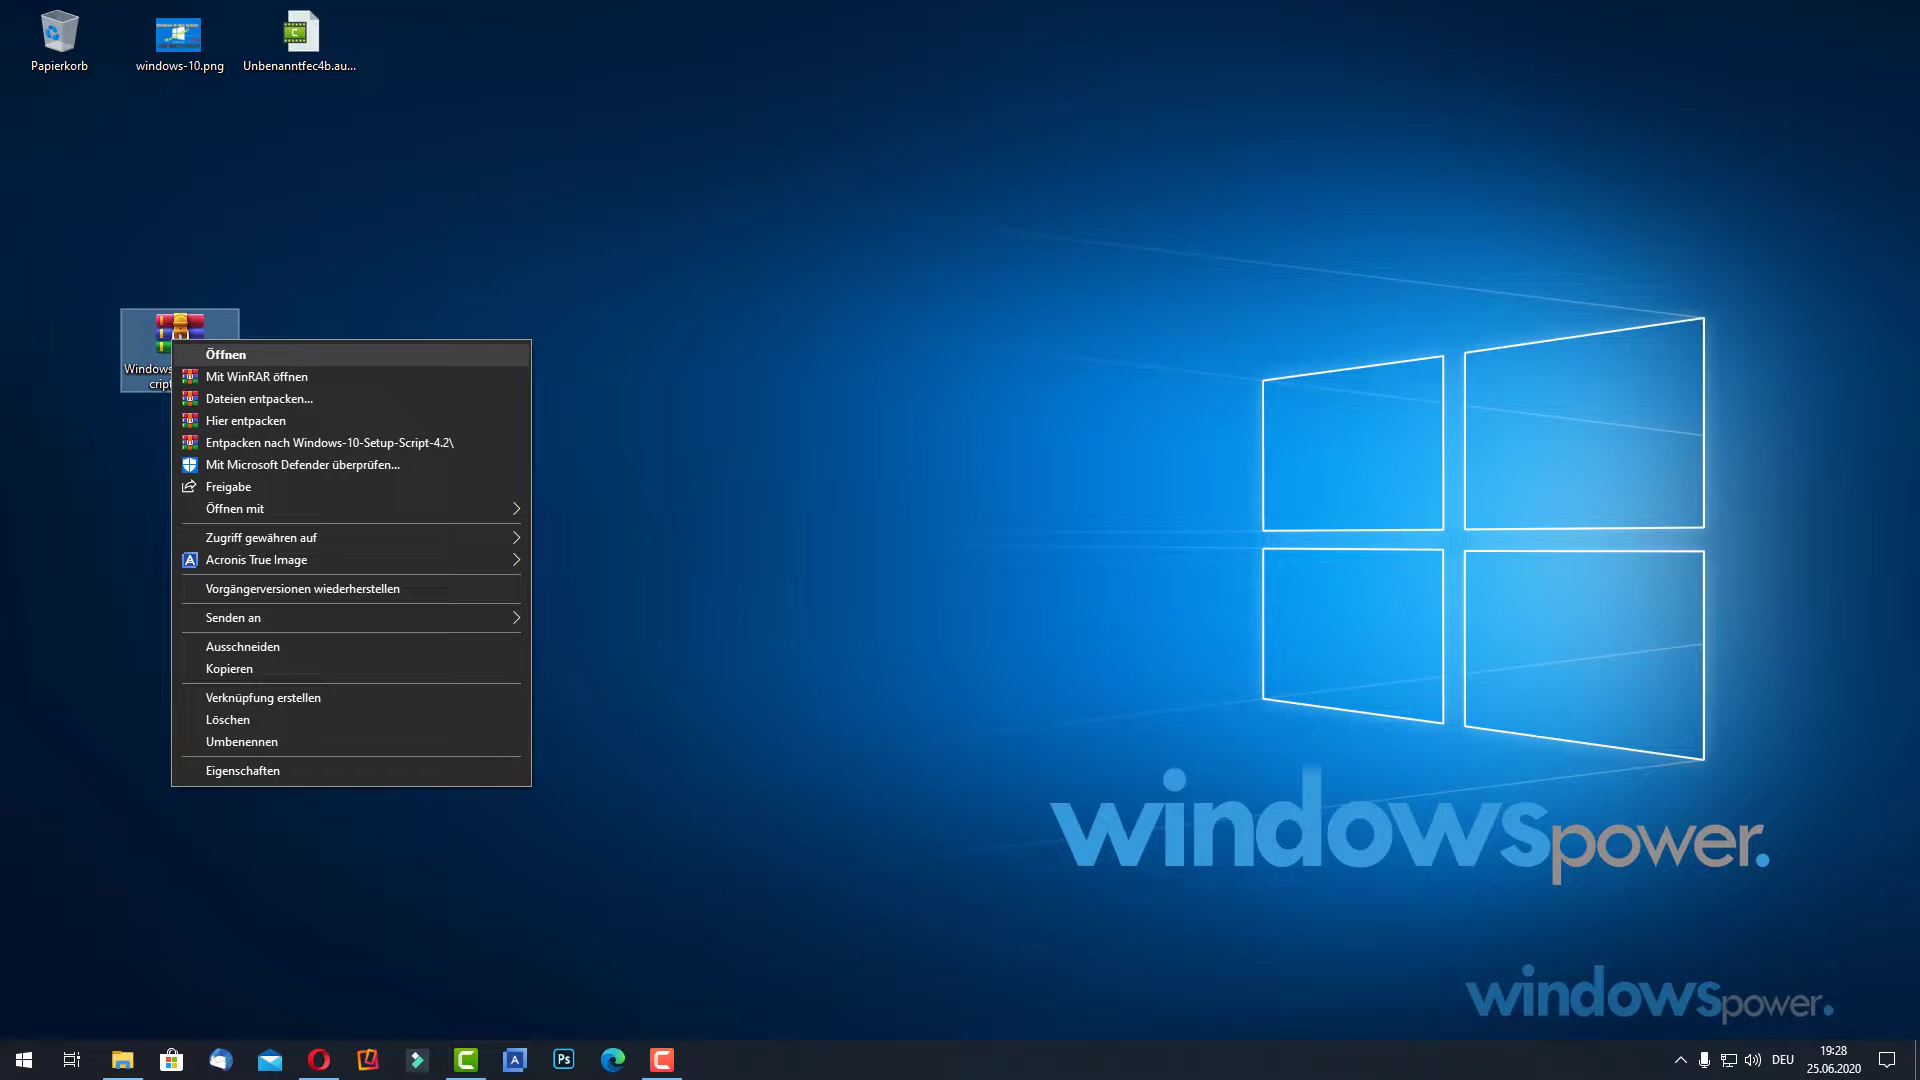 Papierkorb
windows-10.png
Unbenanntfec4b.au...
Windows
cript
Öffnen
Mit WinRAR öffnen
Dateien entpacken...
Hier entpacken
Entpacken nach Windows-10-Setup-Script-4.2\
Mit Microsoft Defender überprüfen...
Freigabe
Öffnen mit
Zugriff gewähren auf
A Acronis True Image
Vorgängerversionen wiederherstellen
Senden an
Ausschneiden
Kopieren
Verknüpfung erstellen
Löschen
Umbenennen
Eigenschaften
windowspower.
windowspower.
A
Ps
DEU
19:28
25.06.2020